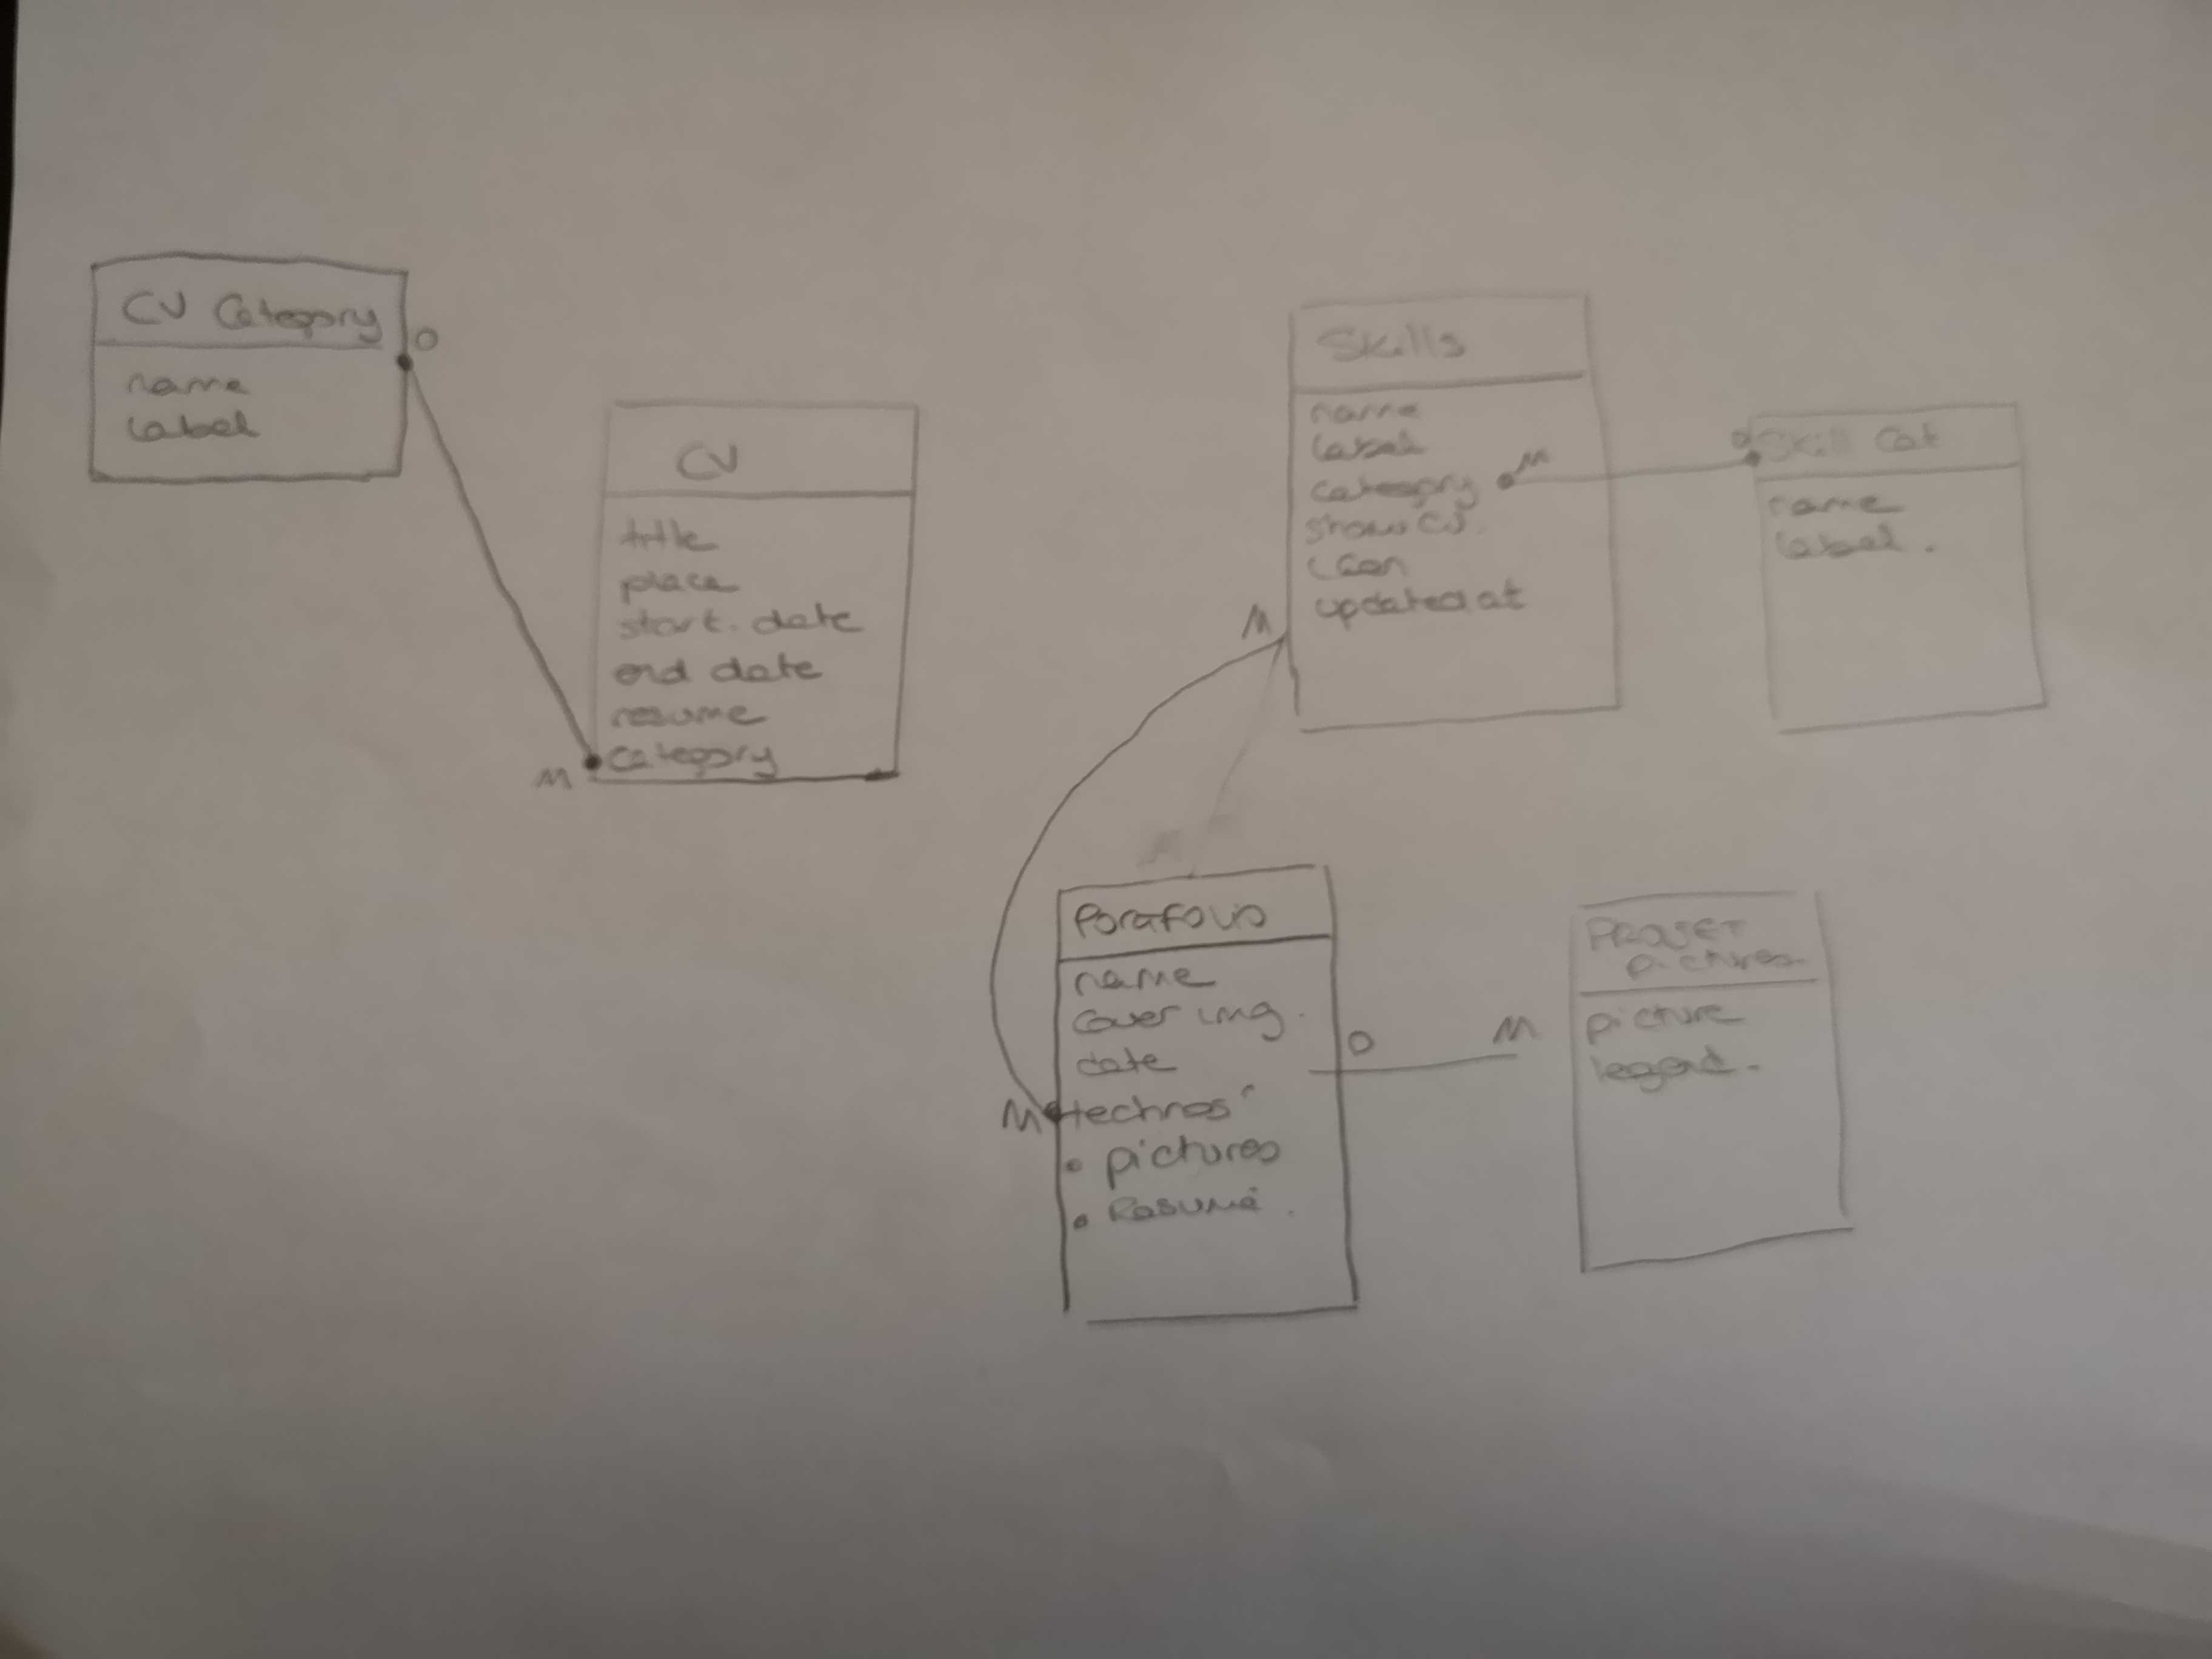 CV Category
O
name
label
CV
title
place
start. date
end date
resume
category
M
Skills
name
label
category
M
show CV.
icon
updated at
M
O
Skill Cat
name
label.
Portfolio
name
cover img.
date
M
technos
pictures
Resumé.
O
M
PROJET
pictures
picture
legend.